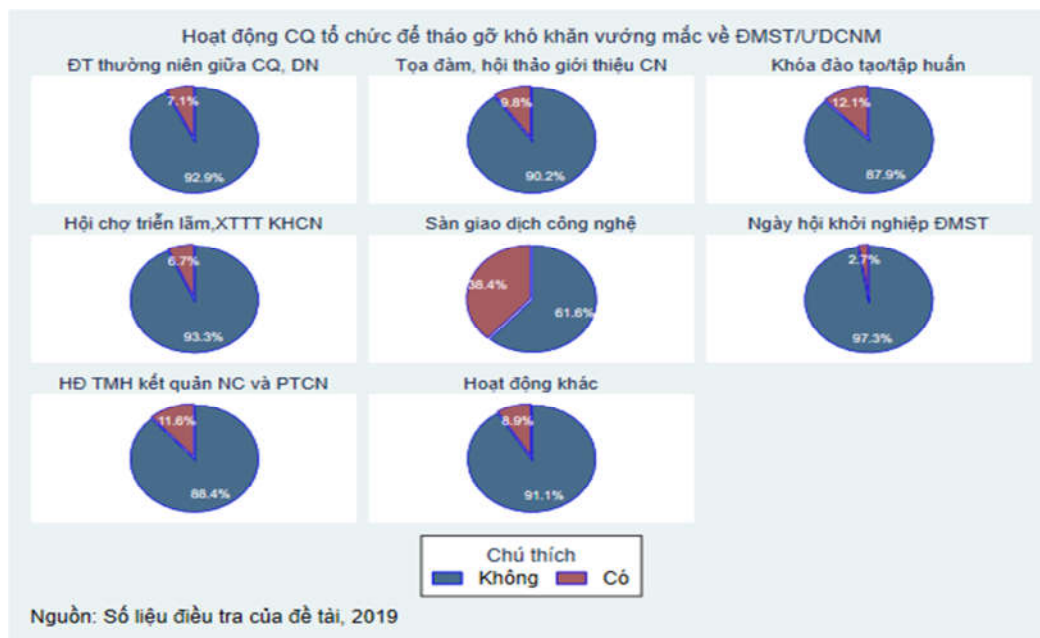 Hoạt động CQ tổ chức để tháo gỡ khó khăn vướng mắc về ĐMST/ƯDCNM
ĐT thường niên giữa CQ, DN
Tọa đàm, hội thảo giới thiệu CN
Khóa đào tạo/tập huấn
7.1%
92.9%
9.8%
90.2%
12.1%
87.9%
Hội chợ triễn lãm,XTTT KHCN
Sàn giao dịch công nghệ
Ngày hội khởi nghiệp ĐMST
6.7%
93.3%
38.4%
61.6%
2.7%
97.3%
HĐ TMH kết quản NC và PTCN
Hoạt động khác
11.6%
88.4%
8.9%
91.1%
Chú thích
Không Có
Nguồn: Số liệu điều tra của đề tài, 2019